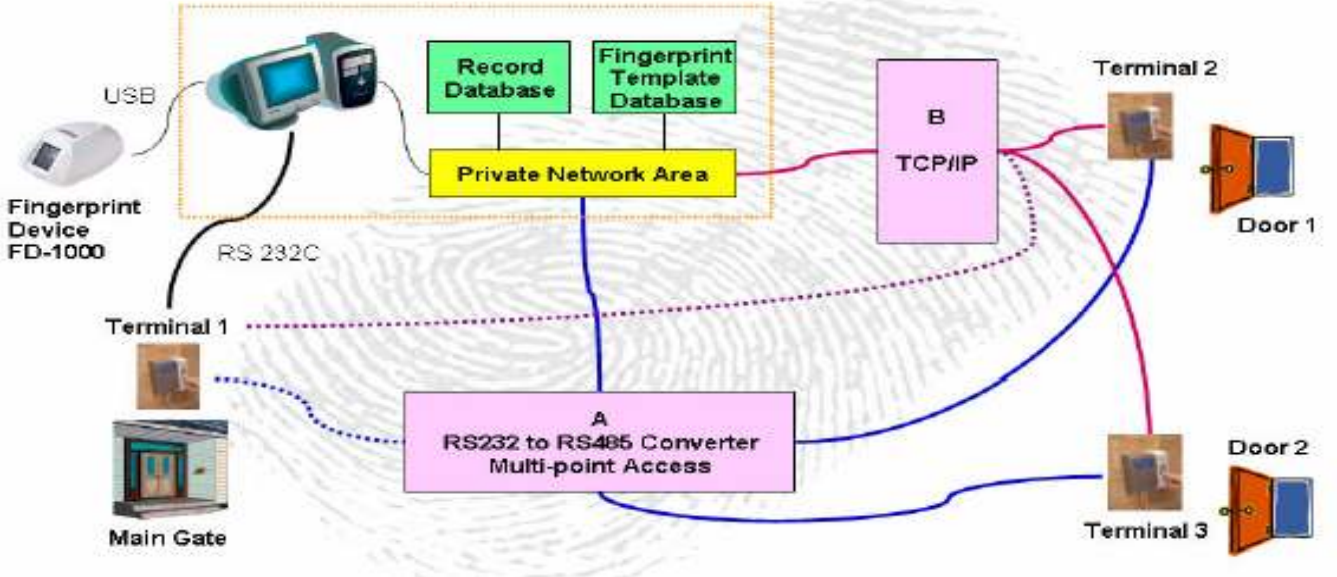 USB
Record
Database
Fingerprint
Template
Database
Terminal 2
B
TCP/IP
Private Network Area
Fingerprint
Device
FD-1000
RS 232C
Door 1
Terminal 1
A
RS232 to RS485 Converter
Multi-point Access
Door 2
Main Gate
Terminal 3